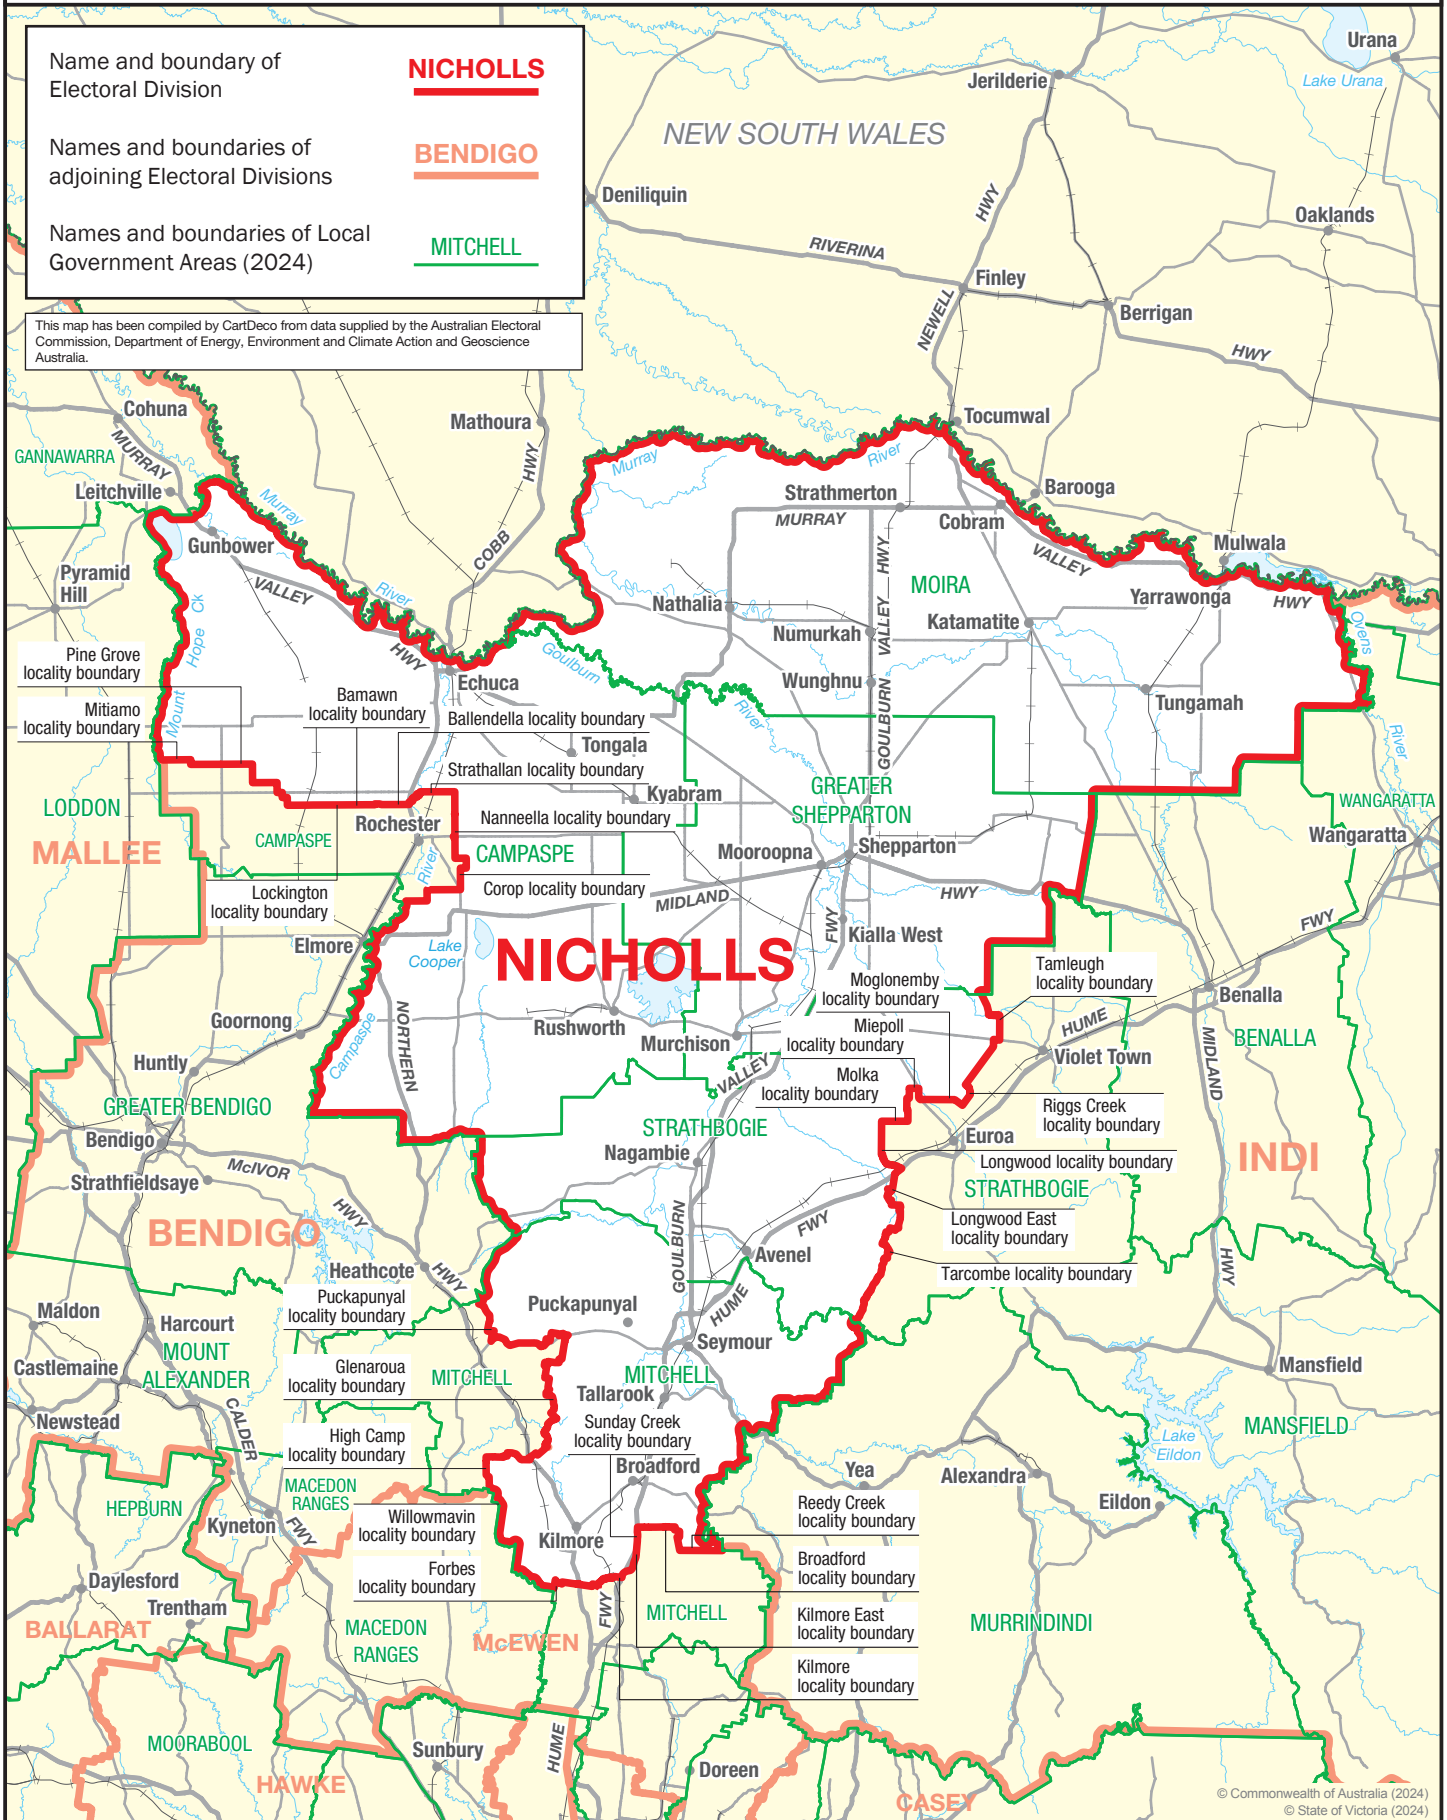 Name and boundary of
Electoral Division
NICHOLLS
Names and boundaries of
adjoining Electoral Divisions
BENDIGO
Names and boundaries of Local
Government Areas (2024)
MITCHELL
This map has been compiled by CartDeco from data supplied by the Australian Electoral
Commission, Department of Energy, Environment and Climate Action and Geoscience
Australia.
Urana
Lake Urana
Jerilderie
NEW SOUTH WALES
Deniliquin
HWY
Oaklands
RIVERINA
Finley
NEWELL
Berrigan
HWY
Cohuna
Mathoura
Tocumwal
MURRAY
GANNAWARRA
HWY
Murray
River
Leitchville
Murray
Strathmerton
Barooga
MURRAY
Cobram
Gunbower
COBB
HWY
VALLEY
Mulwala
Pyramid
Hill
VALLEY
River
MOIRA
Yarrawonga
HWY
Hope Ck
Nathalia
VALLEY
Katamatite
Numurkah
Ovens
Pine Grove
locality boundary
HWY
Goulburn
Echuca
Wunghnu
Bamawn
locality boundary
Mitiamo
locality boundary
Mount
Ballendella locality boundary
River
Tungamah
GOULBURN
River
Tongala
Strathallan locality boundary
Kyabram
GREATER
SHEPPARTON
LODDON
WANGARATTA
Rochester
Nanneella locality boundary
CAMPASPE
MALLEE
CAMPASPE
Mooroopna
Shepparton
Wangaratta
River
Lockington
locality boundary
Corop locality boundary
MIDLAND
HWY
FWY
FWY
Elmore
Lake
Cooper
NICHOLLS
Kialla West
Tamleugh
locality boundary
Moglonemby
locality boundary
Benalla
Goornong
NORTHERN
Rushworth
Murchison
Miepoll
locality boundary
HUME
MIDLAND
BENALLA
Campaspe
Huntly
Violet Town
Molka
locality boundary
VALLEY
GREATER BENDIGO
Riggs Creek
locality boundary
STRATHBOGIE
Bendigo
Euroa
Nagambie
Longwood locality boundary
INDI
McIVOR
Strathfieldsaye
STRATHBOGIE
HWY
BENDIGO
GOULBURN
FWY
Longwood East
locality boundary
Avenel
HWY
Heathcote
HWY
Tarcombe locality boundary
Puckapunyal
locality boundary
Puckapunyal
HUME
Maldon
Harcourt
Seymour
MOUNT
ALEXANDER
Glenaroua
locality boundary
Castlemaine
MITCHELL
MITCHELL
Mansfield
Tallarook
CALDER
Newstead
Sunday Creek
locality boundary
MANSFIELD
High Camp
locality boundary
Lake
Eildon
Broadford
Yea
Alexandra
MACEDON
RANGES
Eildon
HEPBURN
Reedy Creek
locality boundary
Kyneton
FWY
Willowmavin
locality boundary
Kilmore
Broadford
locality boundary
Forbes
locality boundary
Daylesford
Trentham
FWY
MITCHELL
Kilmore East
locality boundary
MURRINDINDI
BALLARAT
MACEDON
RANGES
McEWEN
Kilmore
locality boundary
MOORABOOL
Sunbury
HUME
Doreen
HAWKE
CASEY
© Commonwealth of Australia (2024)
© State of Victoria (2024)